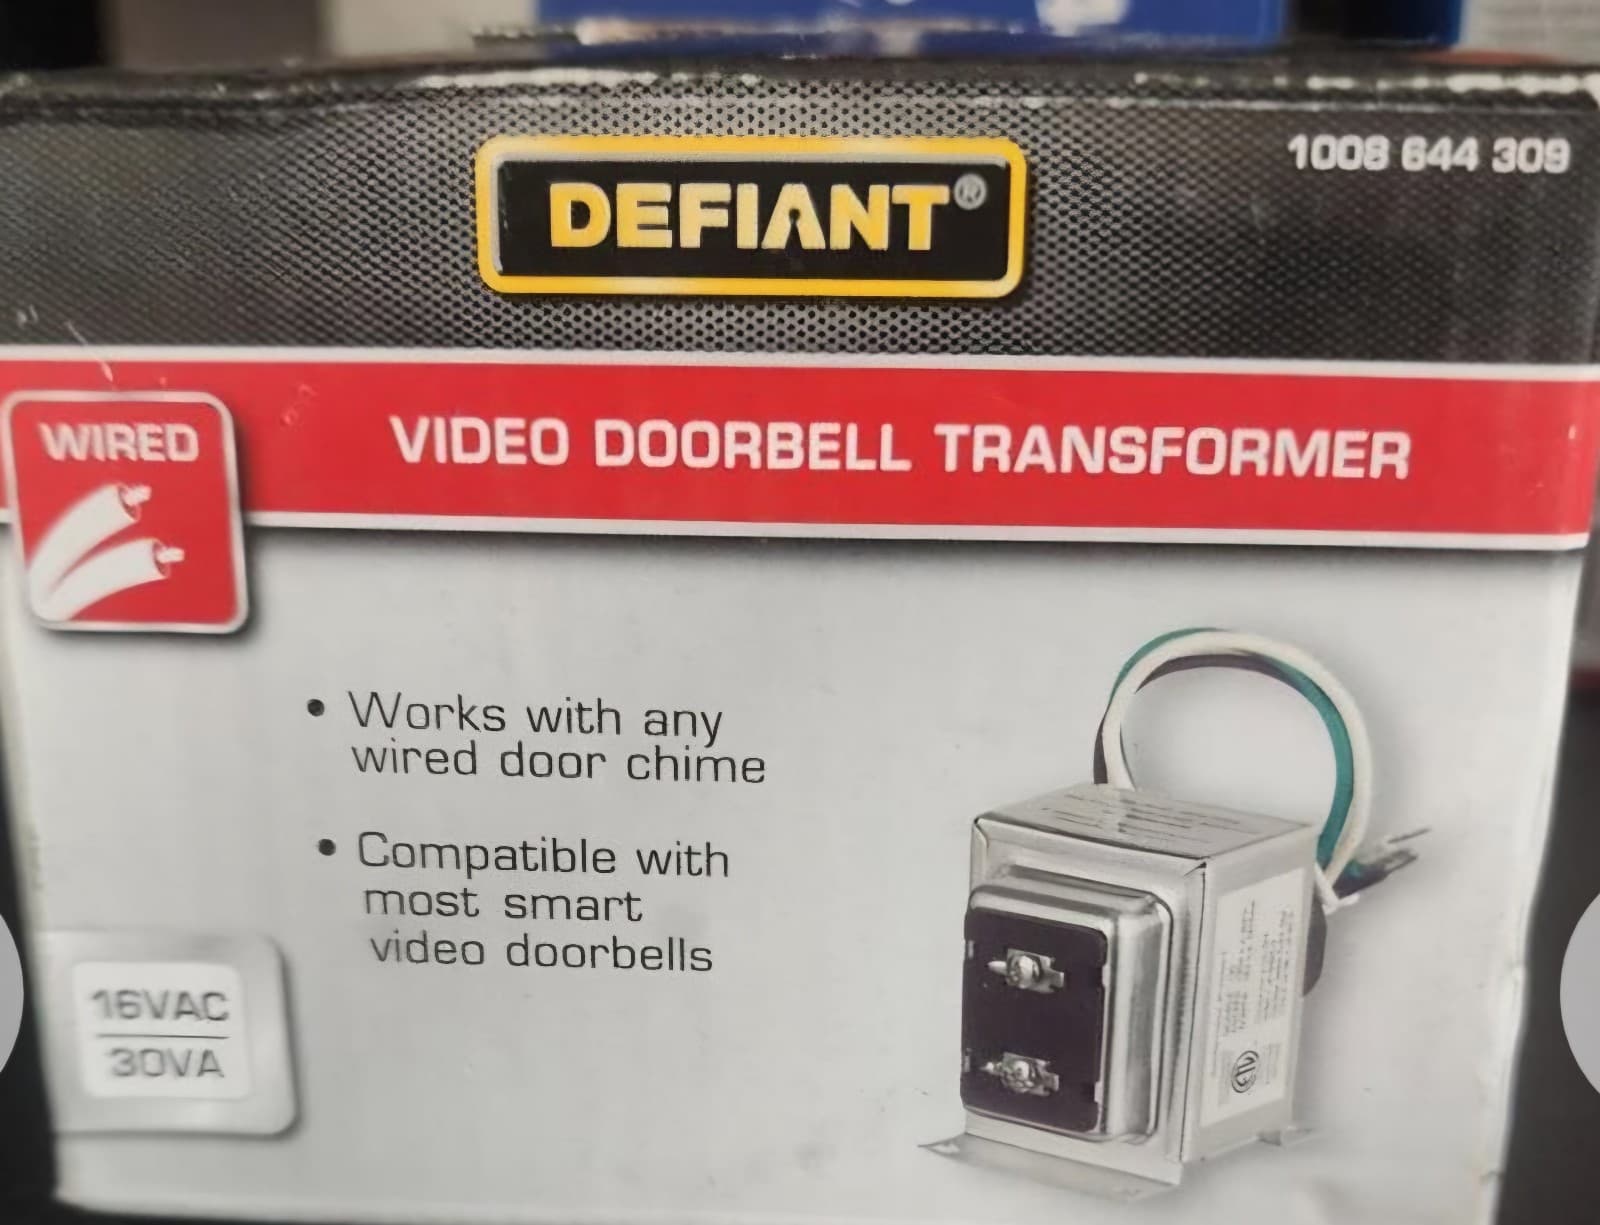 1008 644 309
DEFIANT®
WIRED
VIDEO DOORBELL TRANSFORMER
• Works with any
wired door chime
• Compatible with
most smart
video doorbells
16VAC
30VA